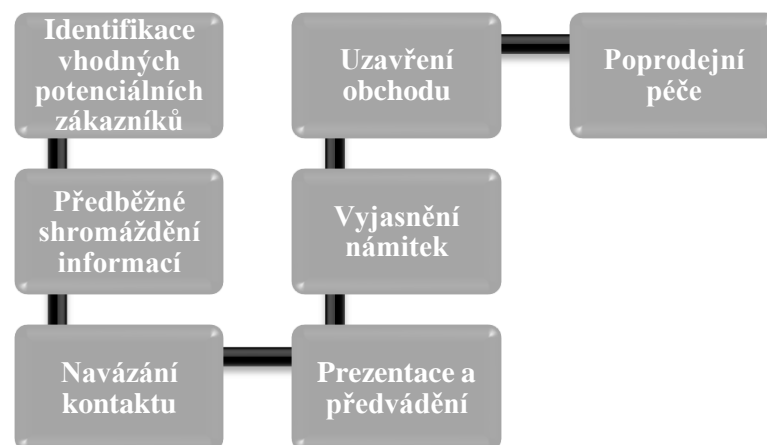 Identifikace
vhodných
potenciálních
zákazníků
Předběžné
shromáždění
informací
Navázání
kontaktu
Prezentace a
předvádění
Vyjasnění
námitek
Uzavření
obchodu
Poprodejní
péče